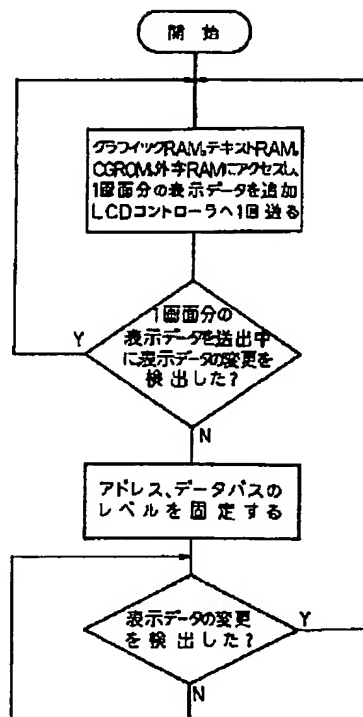 開始
グラフィックRAM、テキストRAM、
CGROM、外字RAMにアクセスし、
1画面分の表示データを追加
LCDコントローラへ1回送る
1画面分の
表示データを送出中
に表示データの変更を
検出した?
Y
N
アドレス、データバスの
レベルを固定する
表示データの変更
を検出した?
Y
N